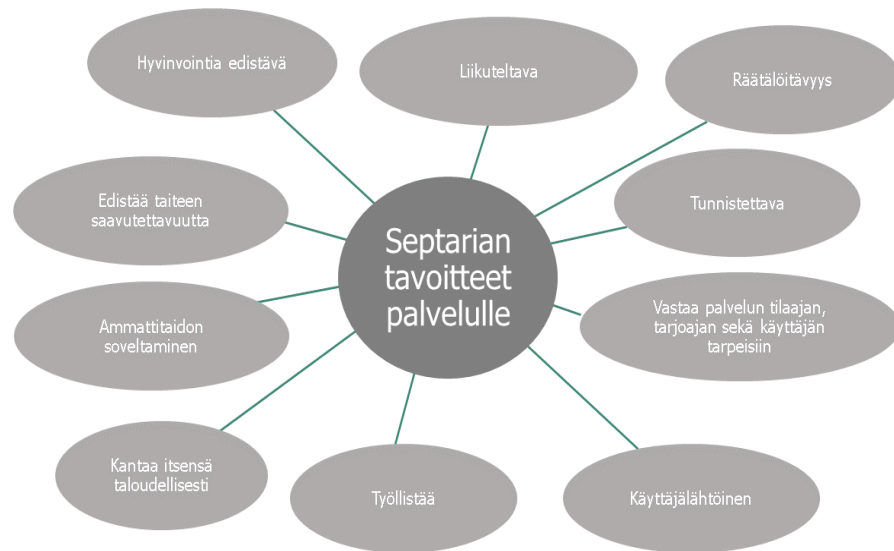 Hyvinvointia edistävä
Liikuteltava
Räätälöitävyys
Edistää taiteen
saavutettavuutta
Tunnistettava
Septarian
tavoitteet
palvelulle
Ammattitaidon
soveltaminen
Vastaa palvelun tilaajan,
tarjoajan sekä käyttäjän
tarpeisiin
Kantaa itsensä
taloudellisesti
Työllistää
Käyttäjälähtöinen